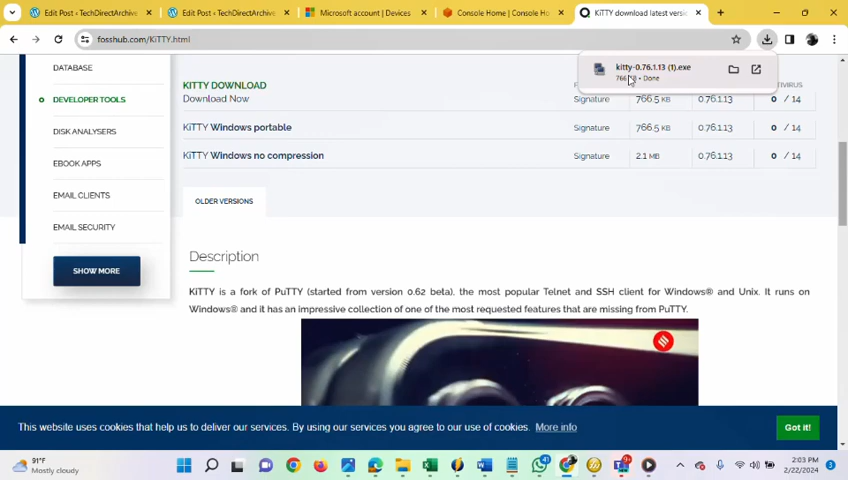 Edit Post ‹ TechDirectArchive
Edit Post ‹ TechDirectArchive
Microsoft account | Devices
Console Home | Console Home
KiTTY download latest versi
fosshub.com/KiTTY.html
kitty-0.76.1.13 (1).exe
766 KB • Done
DATABASE
DEVELOPER TOOLS
DISK ANALYSERS
EBOOK APPS
EMAIL CLIENTS
EMAIL SECURITY
SHOW MORE
KITTY DOWNLOAD
Download Now Signature 766.5 KB 0.76.1.13 0 / 14
KiTTY Windows portable Signature 766.5 KB 0.76.1.13 0 / 14
KiTTY Windows no compression Signature 2.1 MB 0.76.1.13 0 / 14
OLDER VERSIONS
Description
KiTTY is a fork of PuTTY (started from version 0.62 beta), the most popular Telnet and SSH client for Windows® and Unix. It runs on
Windows® and it has an impressive collection of one of the most requested features that are missing from PuTTY.
This website uses cookies that help us to deliver our services. By using our services you agree to our use of cookies. More info
Got it!
91°F
Mostly cloudy
41
9+
2:03 PM
2/22/2024
3